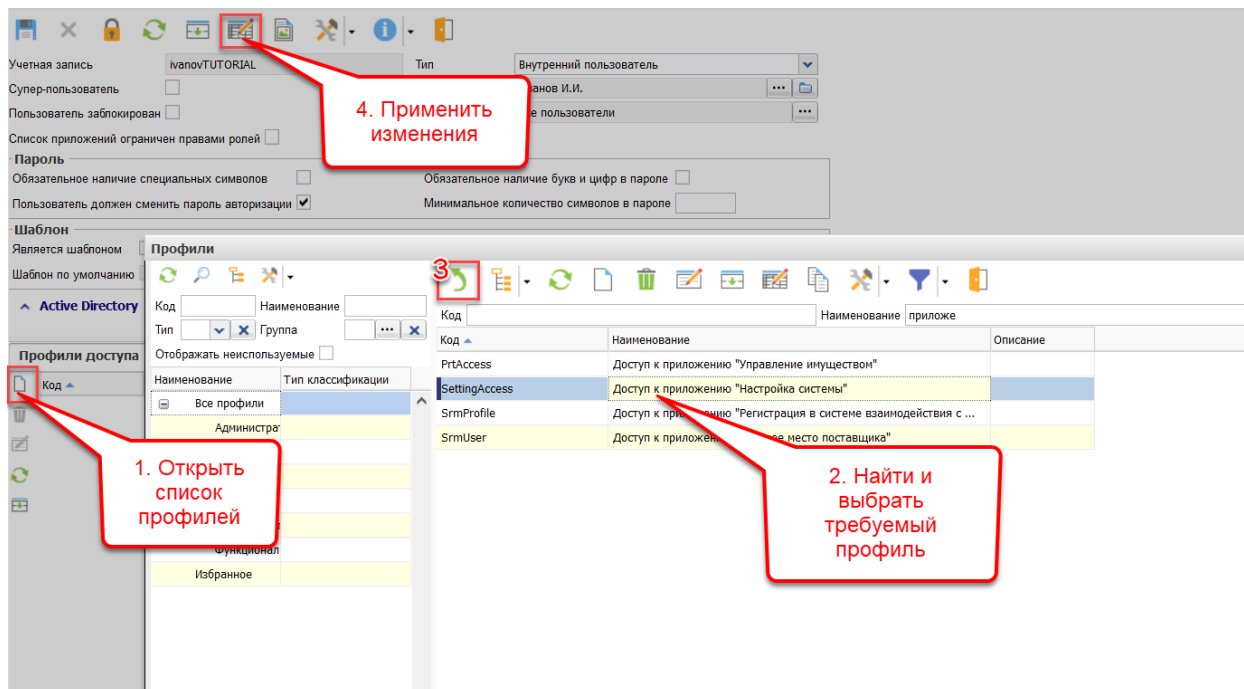 Учетная запись ivanovTUTORIAL Тип Внутренний пользователь
Супер-пользователь И.И.
Пользователь заблокирован пользователи
Список приложений ограничен правами ролей
4. Применить
изменения
Пароль
Обязательное наличие специальных символов Обязательное наличие букв и цифр в пароле
Пользователь должен сменить пароль авторизации Минимальное количество символов в пароле
Шаблон
Является шаблоном
Шаблон по умолчанию
Active Directory
Профили доступа
Код
1. Открыть
список
профилей
Профили
Код Наименование
Тип Группа
Отображать неиспользуемые
Наименование Тип классификации
Все профили
Администра
Функционал
Избранное
3
Код Наименование приложе
Код Наименование Описание
PrtAccess Доступ к приложению "Управление имуществом"
SettingAccess Доступ к приложению "Настройка системы"
SrmProfile Доступ к приложению "Регистрация в системе взаимодействия с ...
SrmUser Доступ к приложен место поставщика"
2. Найти и
выбрать
требуемый
профиль